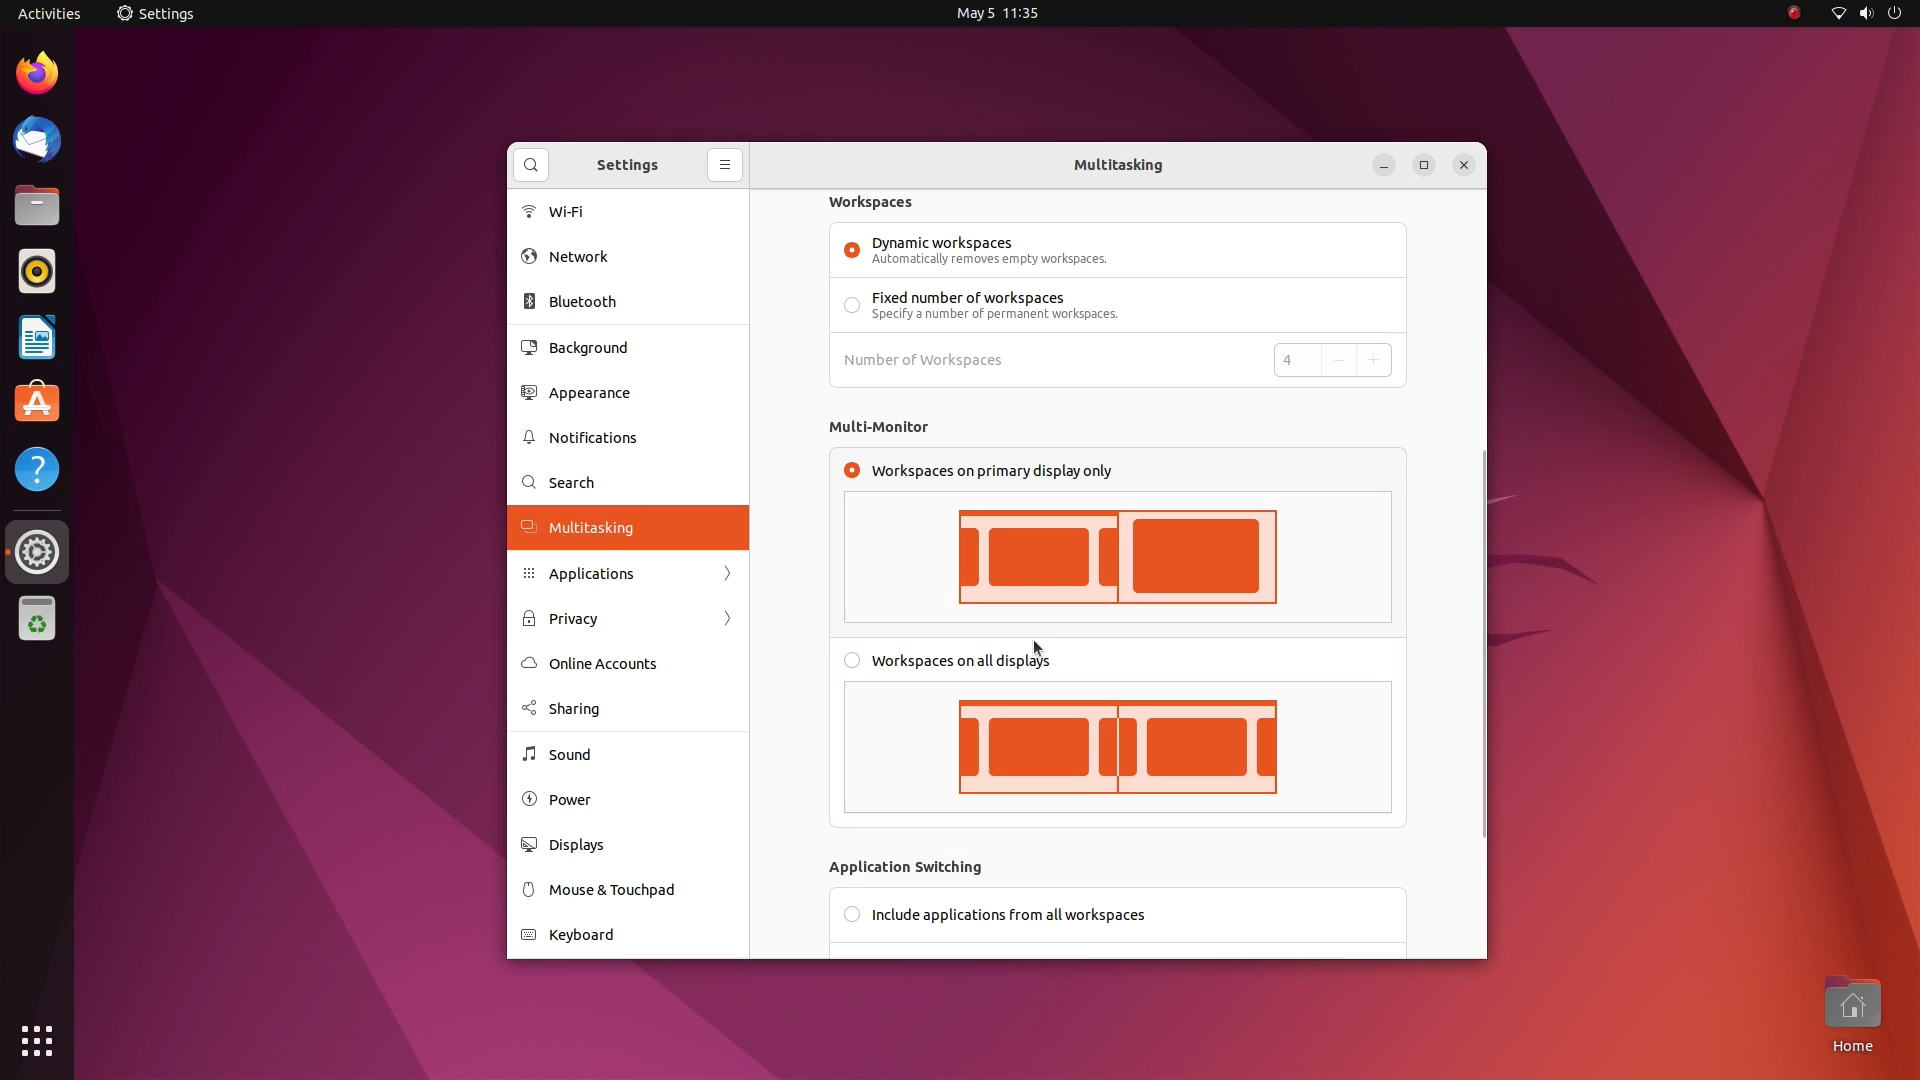 Activities
Settings
May 5 11:35
Settings
Multitasking
Wi-Fi
Network
Bluetooth
Background
Appearance
Notifications
Search
Multitasking
Applications
Privacy
Online Accounts
Sharing
Sound
Power
Displays
Mouse & Touchpad
Keyboard
Workspaces
Dynamic workspaces
Automatically removes empty workspaces.
Fixed number of workspaces
Specify a number of permanent workspaces.
Number of Workspaces
4
Multi-Monitor
Workspaces on primary display only
Workspaces on all displays
Application Switching
Include applications from all workspaces
Home